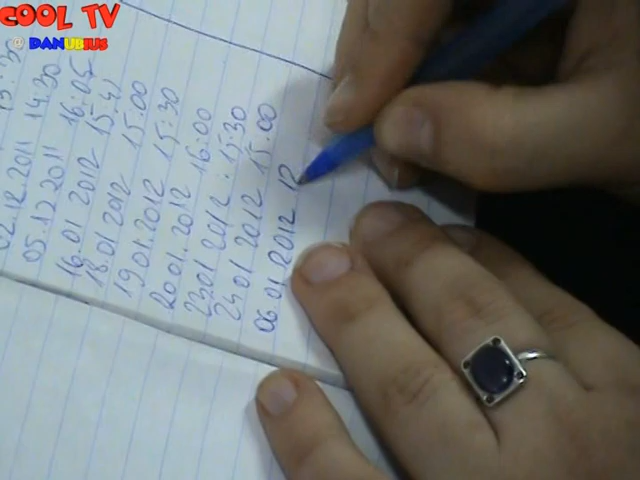 COOL TV
@ DANUBIUS
02.12.2011 14:30
05.12.2011 16:05
16.01 2012 15.41
18.01 2012 15.00
19.01.2012 15:30
20.01.2012 16:00
23.01 2012 : 15:30
23.01 2012 15.00
06.01 2012 12